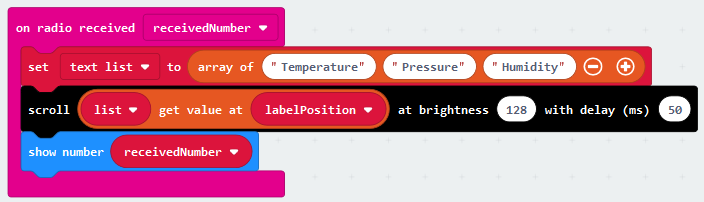 on radio received receivedNumber
set text list to array of "Temperature" "Pressure" "Humidity"
scroll list get value at labelPosition at brightness 128 with delay (ms) 50
show number receivedNumber